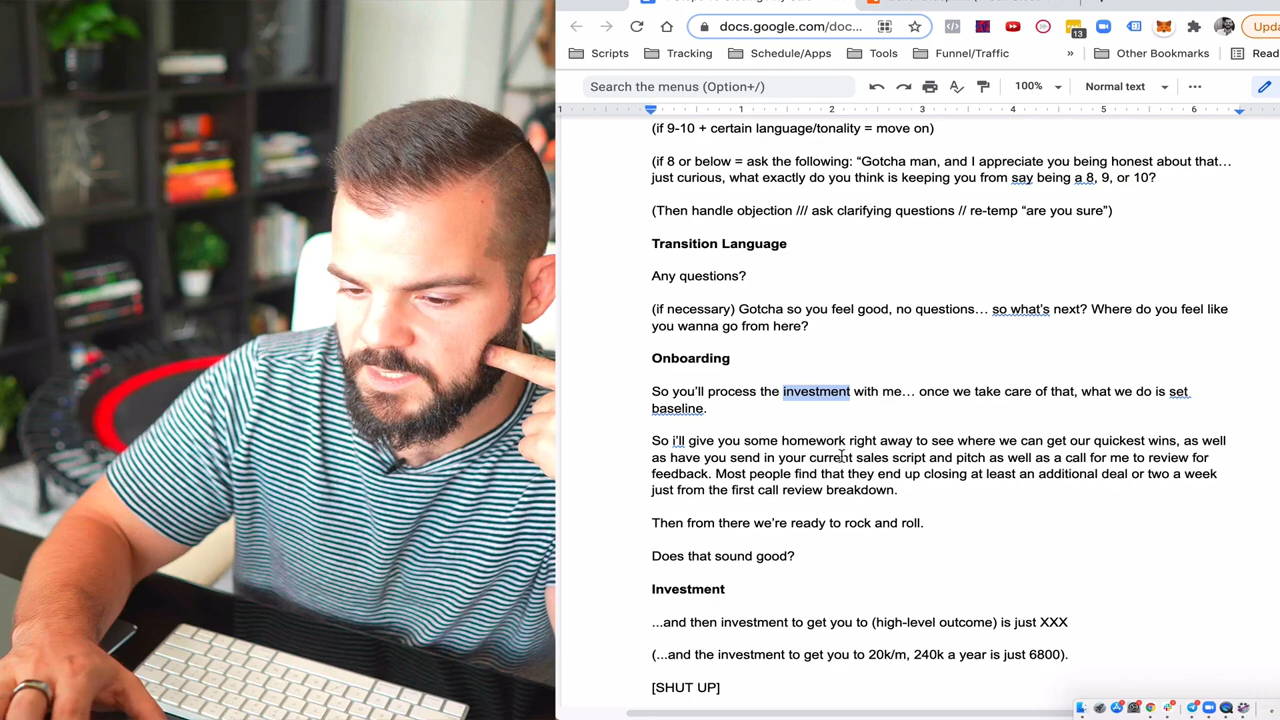 docs.google.com/doc...
13
Scripts
Tracking
Schedule/Apps
Tools
Funnel/Traffic
»
Other Bookmarks
Search the menus (Option+/)
100%
Normal text
1 1 2 3 4 5 6
(if 9-10 + certain language/tonality = move on)
(if 8 or below = ask the following: “Gotcha man, and I appreciate you being honest about that…
just curious, what exactly do you think is keeping you from say being a 8, 9, or 10?
(Then handle objection /// ask clarifying questions // re-temp “are you sure”)
Transition Language
Any questions?
(if necessary) Gotcha so you feel good, no questions… so what’s next? Where do you feel like
you wanna go from here?
Onboarding
So you’ll process the investment with me… once we take care of that, what we do is set
baseline.
So i’ll give you some homework right away to see where we can get our quickest wins, as well
as have you send in your current sales script and pitch as well as a call for me to review for
feedback. Most people find that they end up closing at least an additional deal or two a week
just from the first call review breakdown.
Then from there we’re ready to rock and roll.
Does that sound good?
Investment
...and then investment to get you to (high-level outcome) is just XXX
(...and the investment to get you to 20k/m, 240k a year is just 6800).
[SHUT UP]